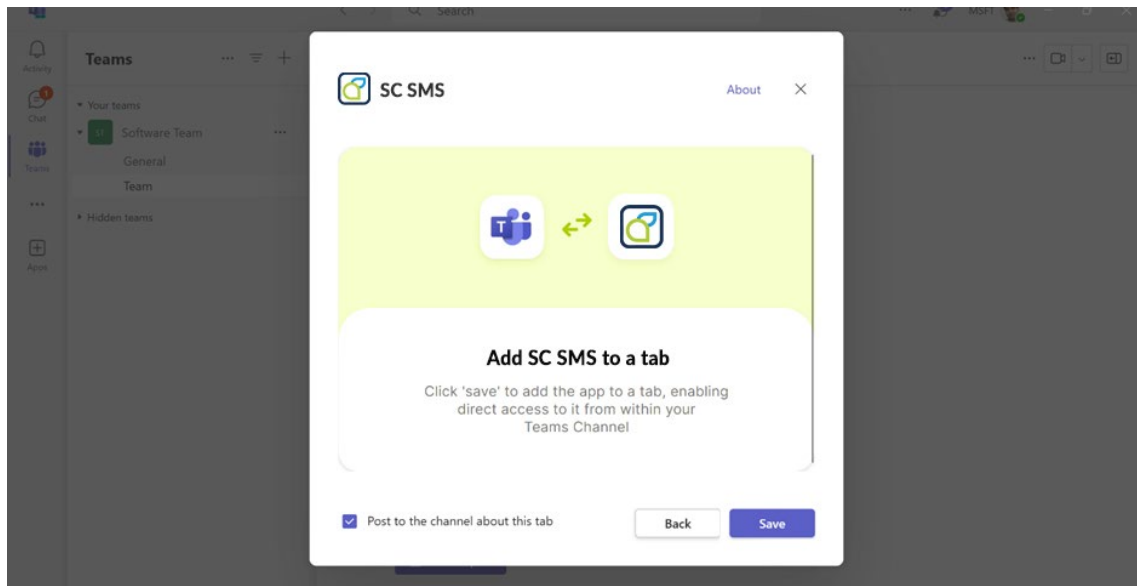 Search
MSFT
Activity
Chat
1
Teams
Apps
Teams
Your teams
ST Software Team
General
Team
Hidden teams
SC SMS
About
T
Add SC SMS to a tab
Click 'save' to add the app to a tab, enabling
direct access to it from within your
Teams Channel
Post to the channel about this tab
Back
Save